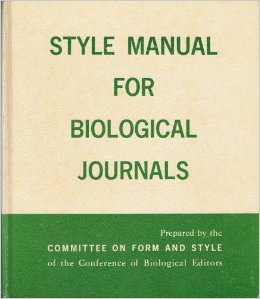 STYLE MANUAL
FOR
BIOLOGICAL
JOURNALS
Prepared by the
COMMITTEE ON FORM AND STYLE
of the Conference of Biological Editors